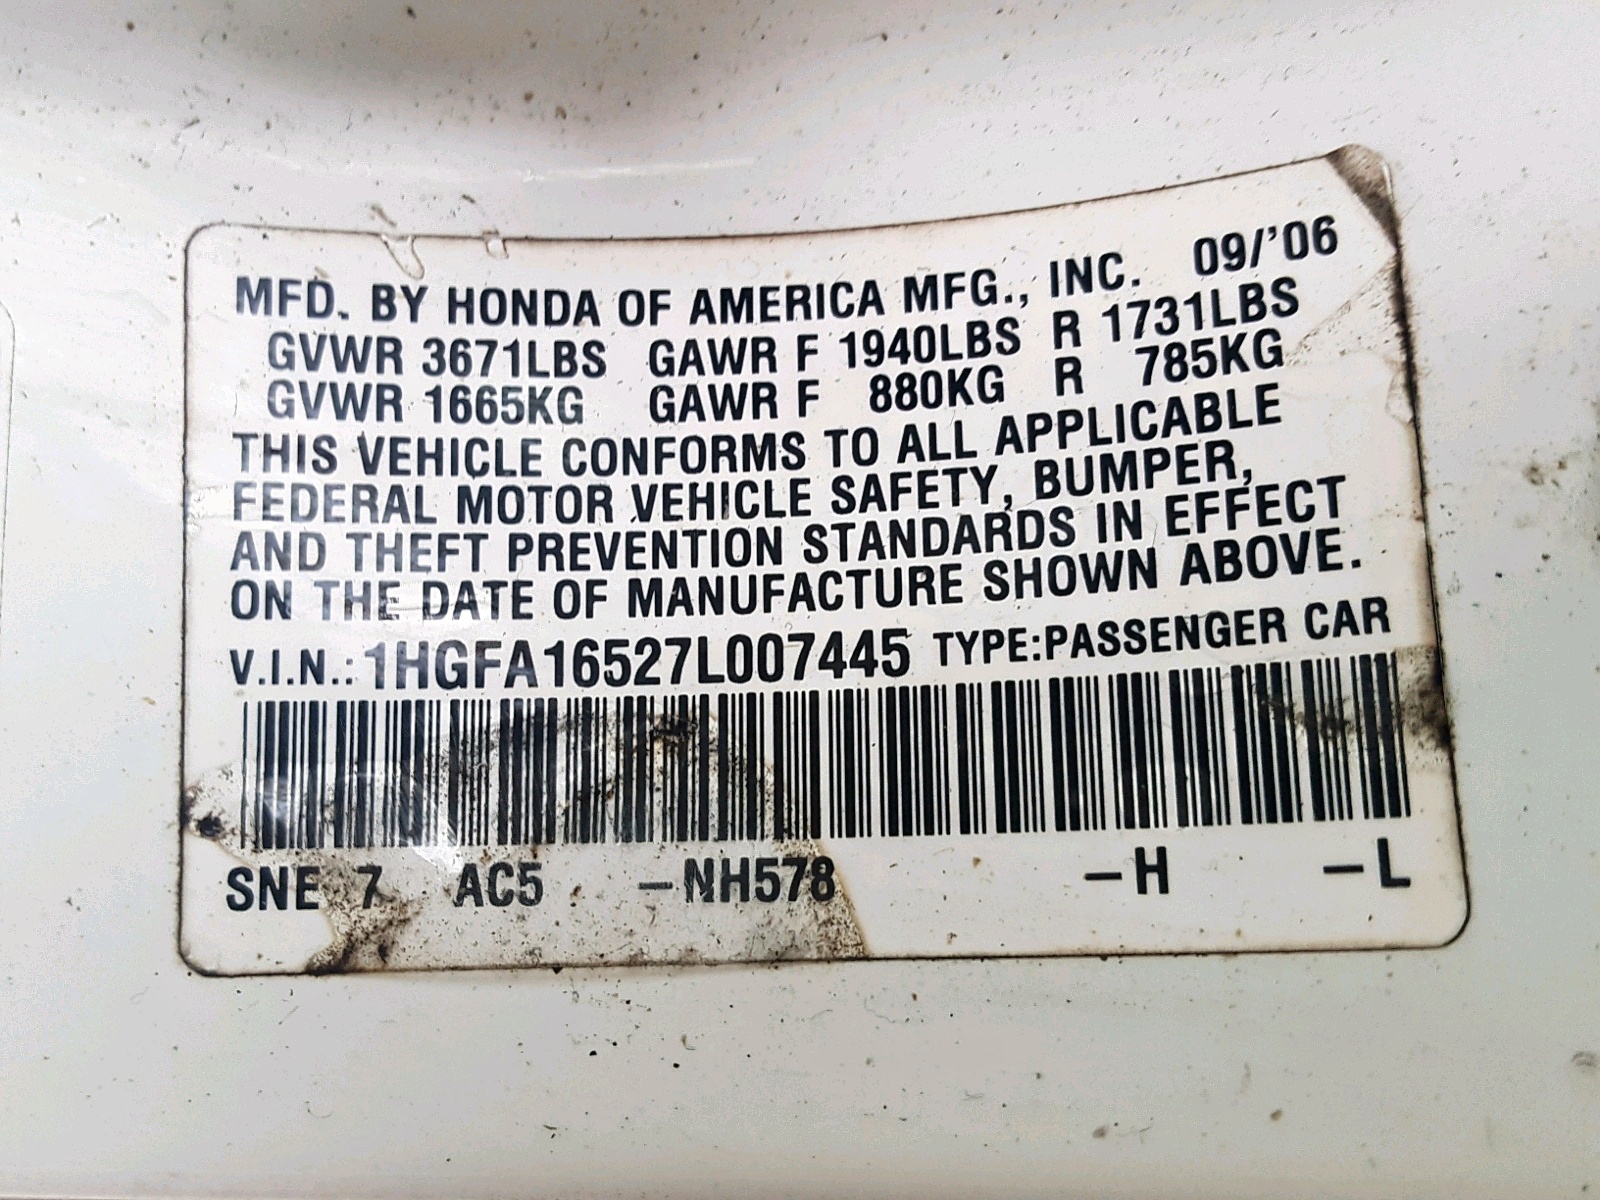 MFD. BY HONDA OF AMERICA MFG., INC. 09/'06
GVWR 3671LBS GAWR F 1940LBS R 1731LBS
GVWR 1665KG GAWR F 880KG R 785KG
THIS VEHICLE CONFORMS TO ALL APPLICABLE
FEDERAL MOTOR VEHICLE SAFETY, BUMPER,
AND THEFT PREVENTION STANDARDS IN EFFECT
ON THE DATE OF MANUFACTURE SHOWN ABOVE.
V.I.N.: 1HGFA16527L007445 TYPE:PASSENGER CAR
SNE 7 AC5 –NH578 –H –L